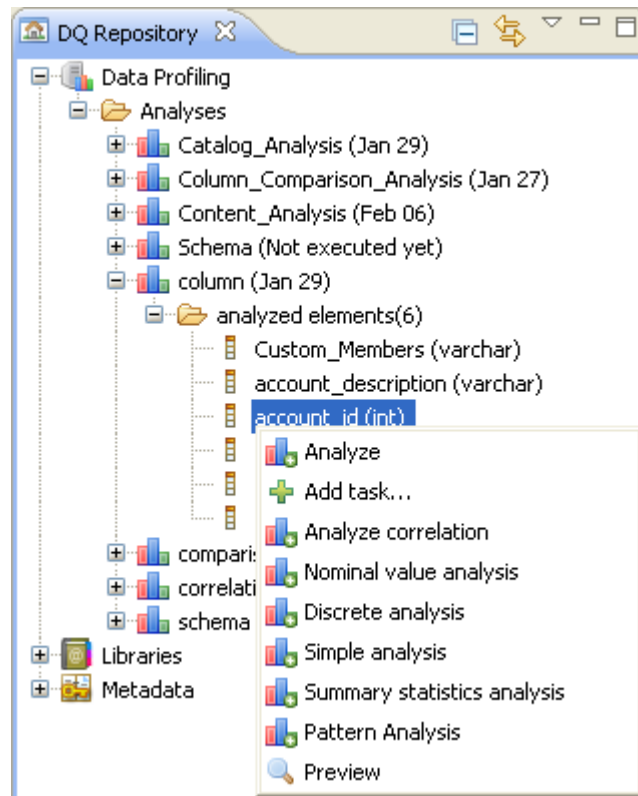 DQ Repository
Data Profiling
Analyses
Catalog_Analysis (Jan 29)
Column_Comparison_Analysis (Jan 27)
Content_Analysis (Feb 06)
Schema (Not executed yet)
column (Jan 29)
analyzed elements(6)
Custom_Members (varchar)
account_description (varchar)
account_id (int)
Analyze
Add task...
Analyze correlation
Nominal value analysis
Discrete analysis
Simple analysis
Summary statistics analysis
Pattern Analysis
Preview
comparis
correlati
schema
Libraries
Metadata